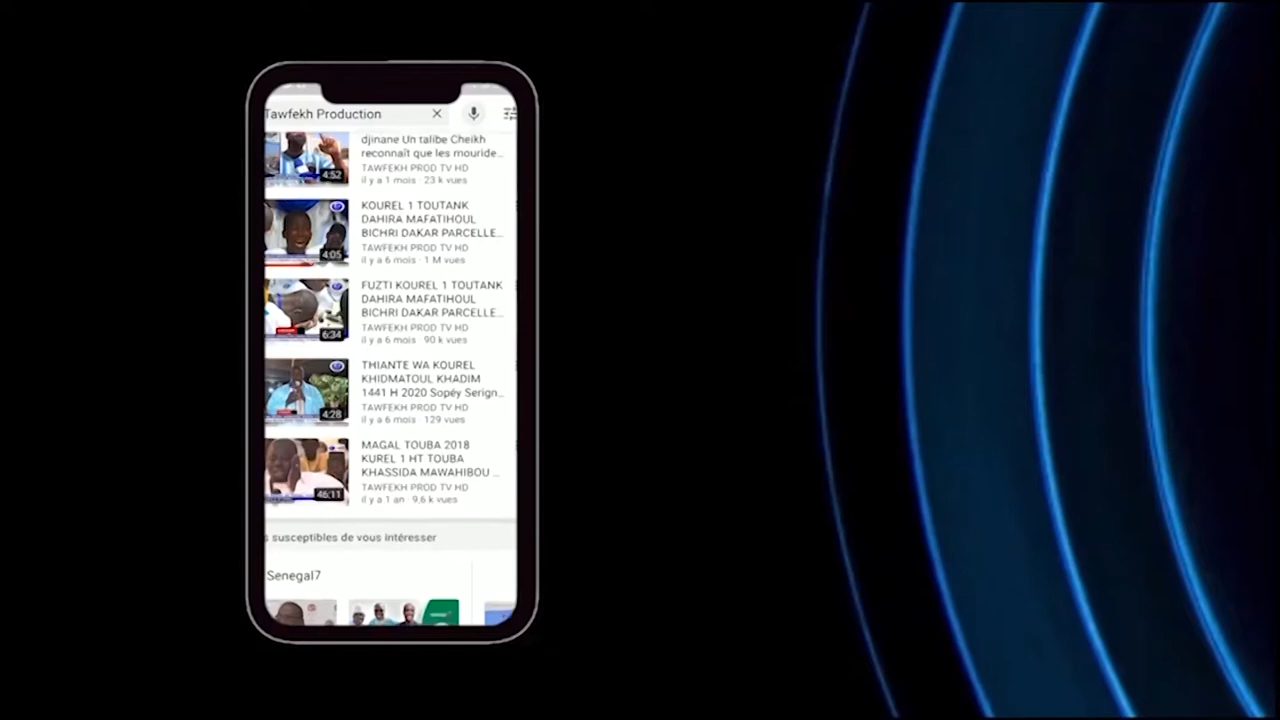 Tawfekh Production
djinane Un talibe Cheikh
reconnaît que les mouride...
TAWFEKH PROD TV HD
il y a 1 mois · 23 k vues
4:52
KOUREL 1 TOUTANK
DAHIRA MAFATIHOUL
BICHRI DAKAR PARCELLE...
TAWFEKH PROD TV HD
il y a 6 mois · 1 M vues
4:05
FUZTI KOUREL 1 TOUTANK
DAHIRA MAFATIHOUL
BICHRI DAKAR PARCELLE...
TAWFEKH PROD TV HD
il y a 6 mois · 90 k vues
6:34
THIANTE WA KOUREL
KHIDMATOUL KHADIM
1441 H 2020 Sopéy Serign...
TAWFEKH PROD TV HD
il y a 6 mois · 129 vues
4:28
MAGAL TOUBA 2018
KUREL 1 HT TOUBA
KHASSIDA MAWAHIBOU ...
TAWFEKH PROD TV HD
il y a 1 an · 9,6 k vues
46:11
s susceptibles de vous intéresser
Senegal7